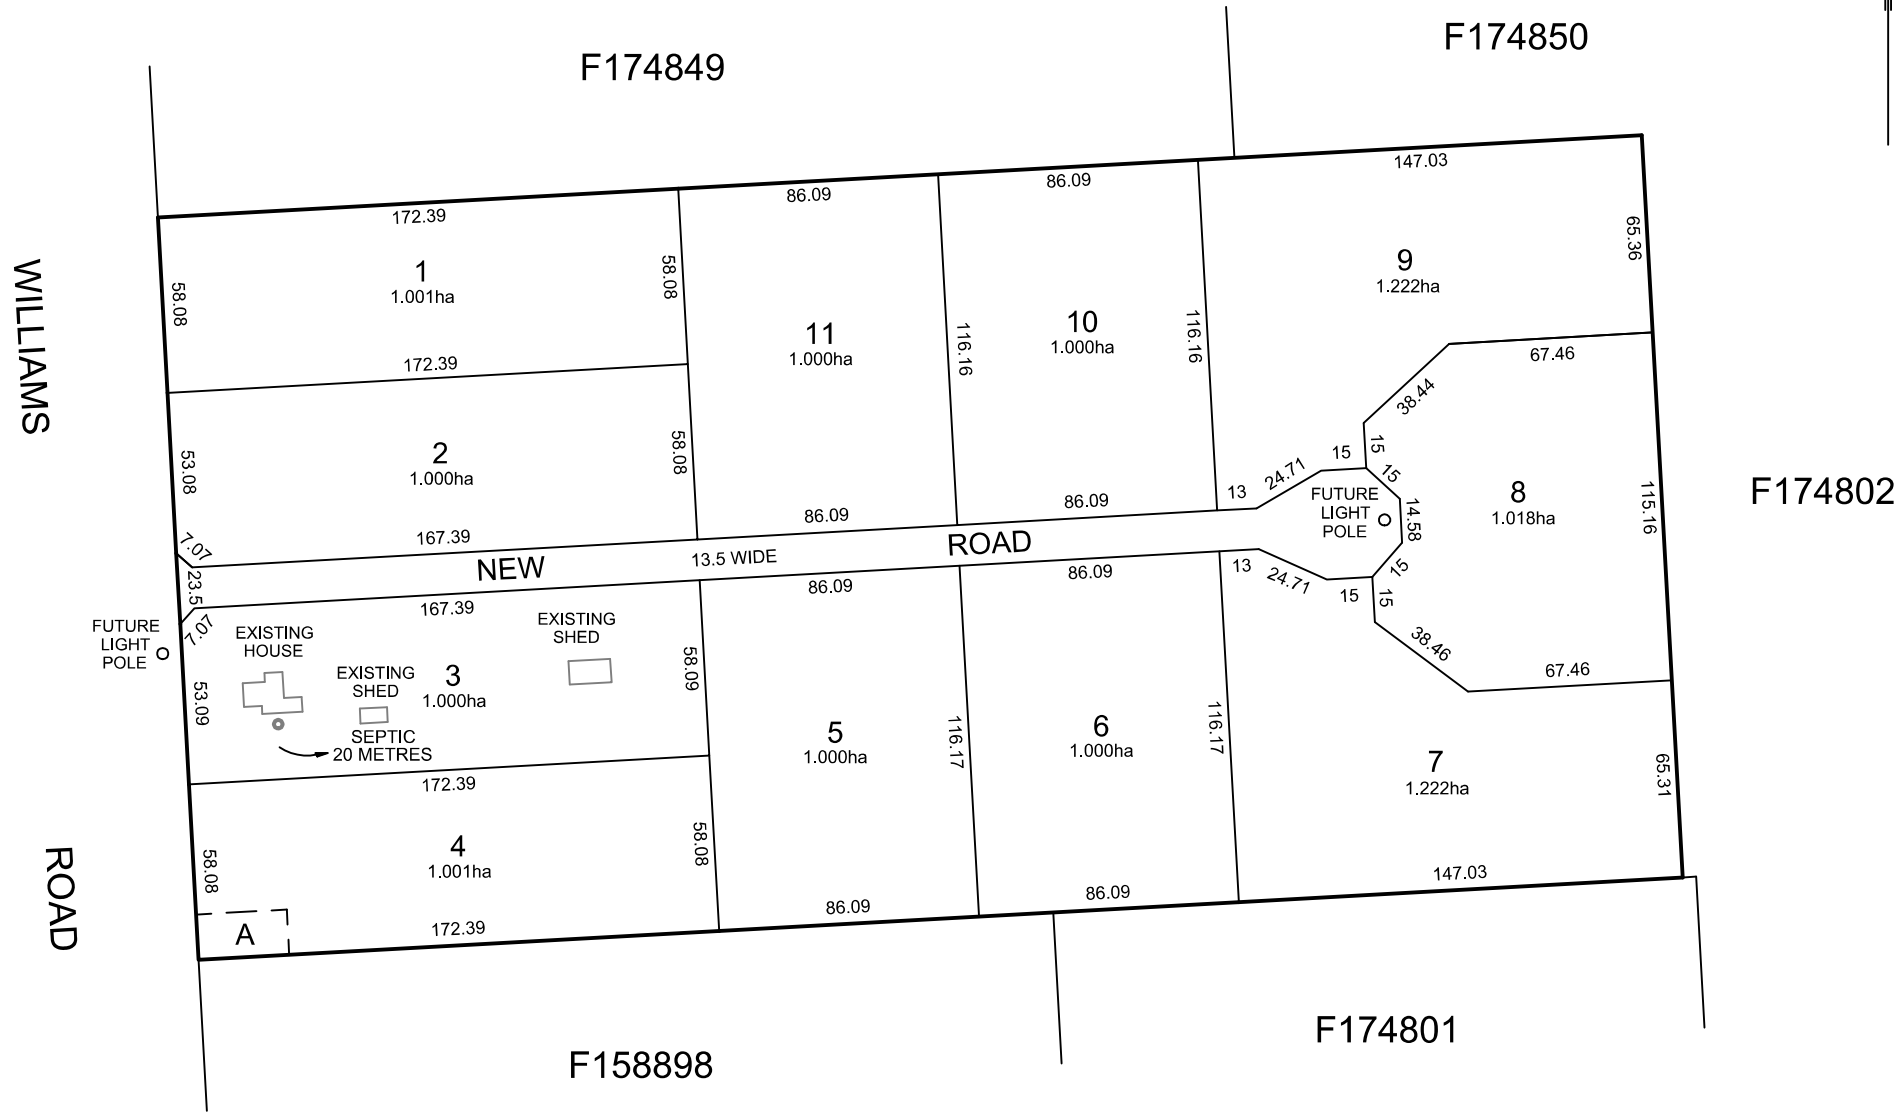 F174849
F174850
147.03
86.09
86.09
172.39
65.36
WILLIAMS
58.08
1
1.001ha
58.08
11
1.000ha
116.16
10
1.000ha
116.16
9
1.222ha
172.39
67.46
38.44
53.08
2
1.000ha
58.08
15
15
15
24.71
13
86.09
86.09
167.39
FUTURE
LIGHT
POLE
14.58
8
1.018ha
115.16
F174802
7.07
23.5
7.07
NEW
13.5 WIDE
ROAD
167.39
86.09
86.09
13
24.71
15
15
15
38.46
67.46
FUTURE
LIGHT
POLE
EXISTING
HOUSE
EXISTING
SHED
EXISTING
SHED
53.09
3
1.000ha
58.09
SEPTIC
20 METRES
5
1.000ha
116.17
6
1.000ha
116.17
7
1.222ha
65.31
172.39
ROAD
58.08
4
1.001ha
58.08
A
172.39
86.09
86.09
147.03
F158898
F174801